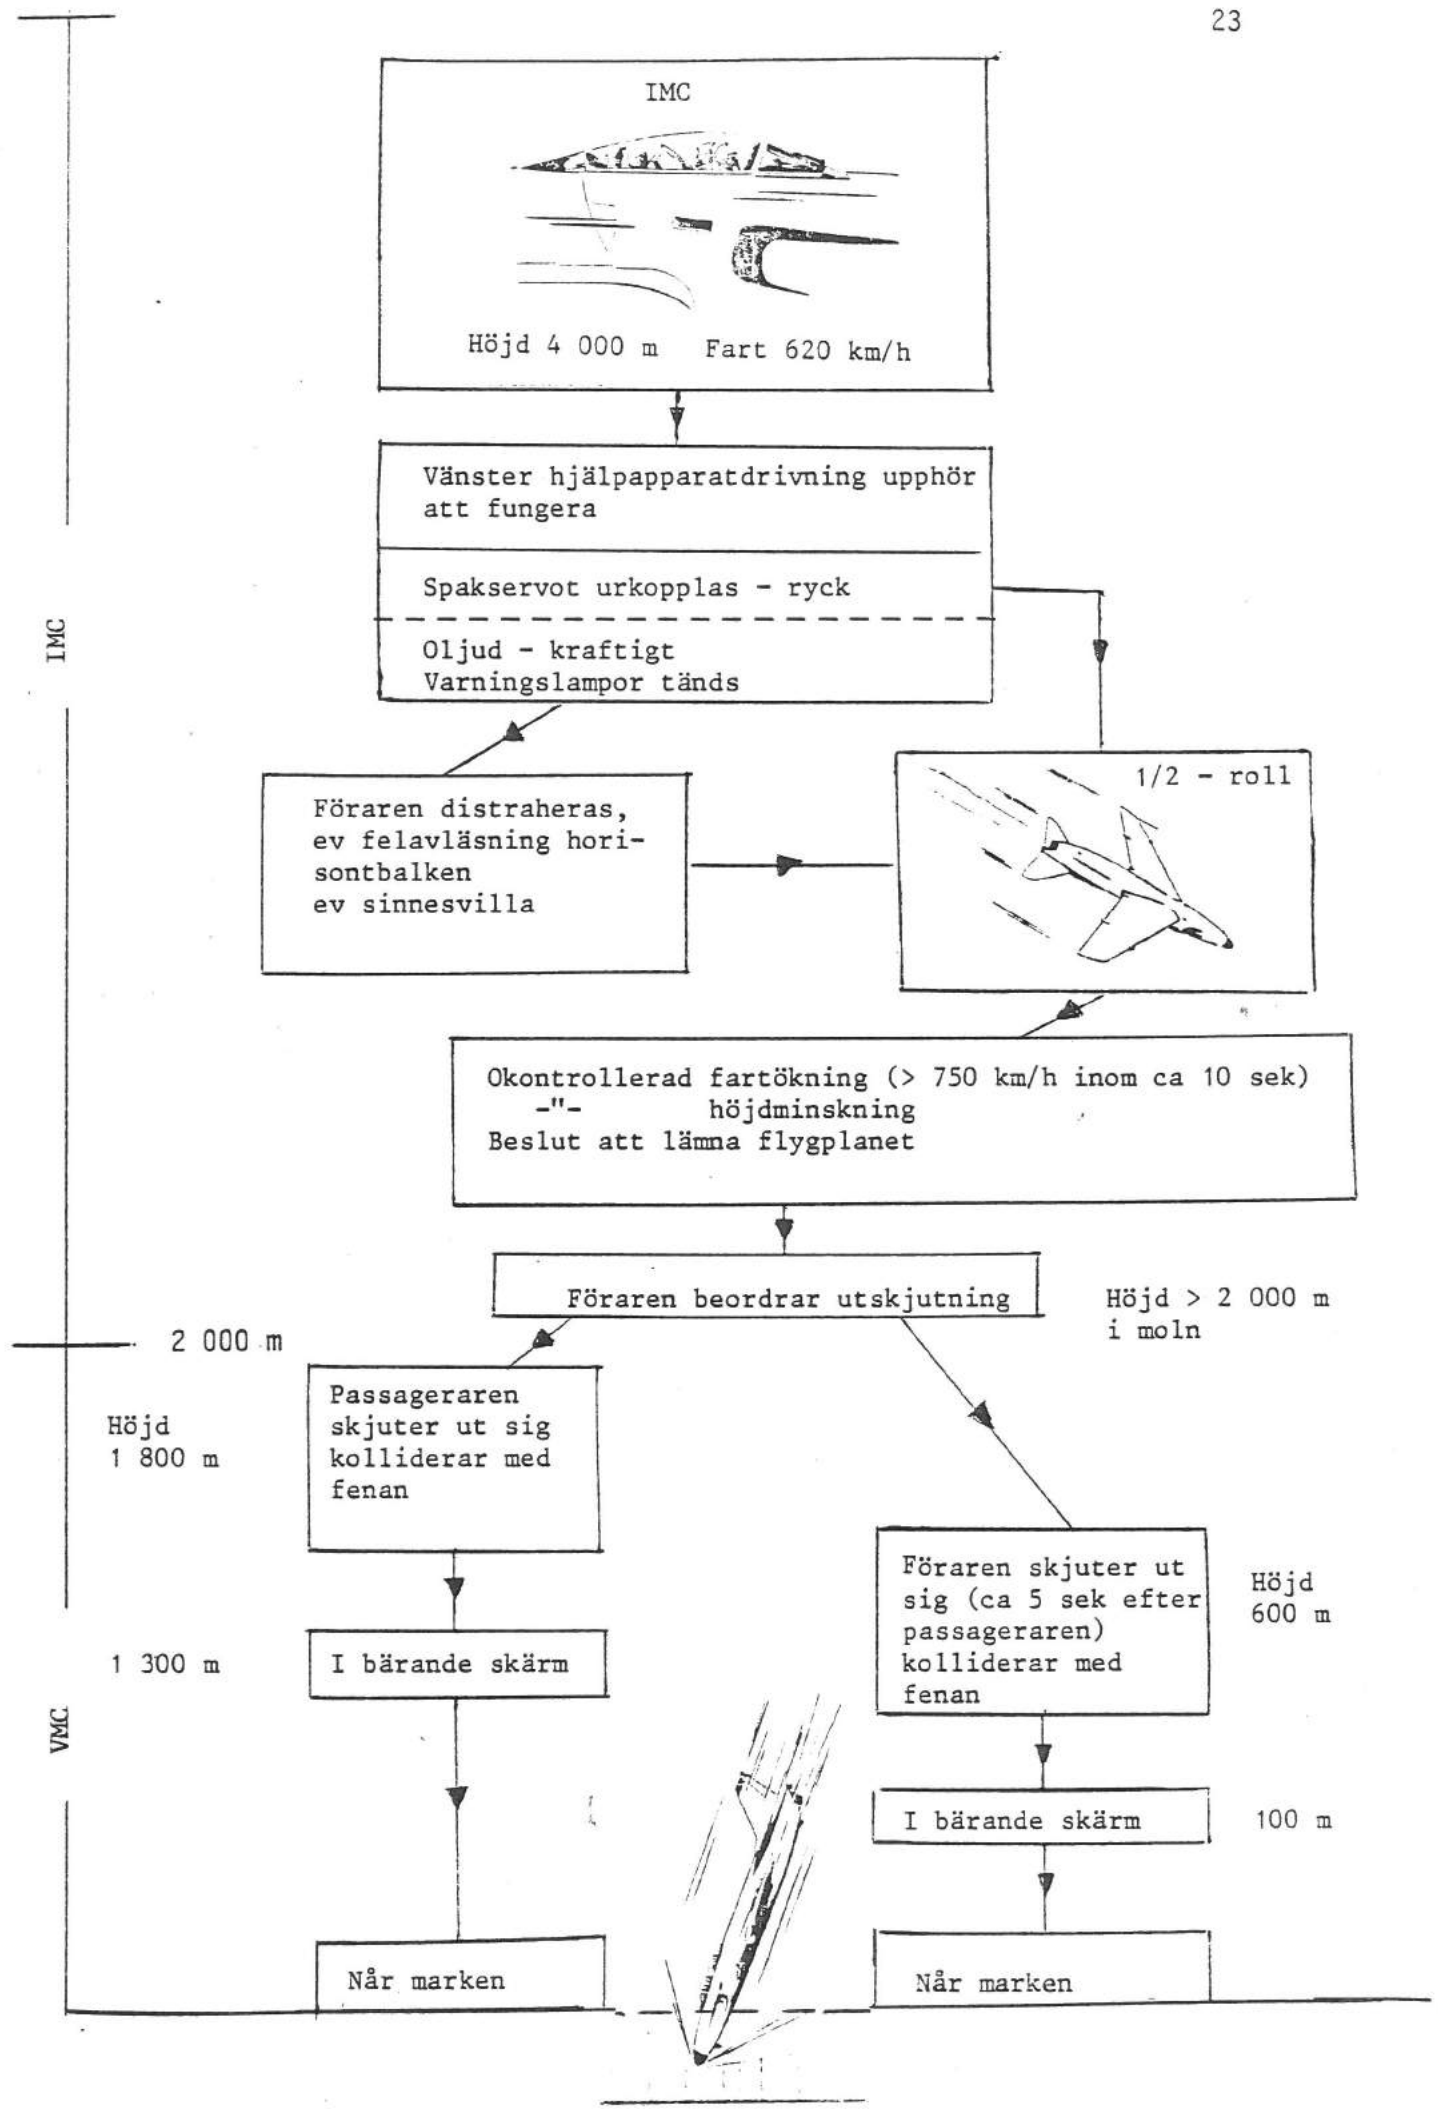 23
IMC
Höjd 4 000 m Fart 620 km/h
Vänster hjälpapparatdrivning upphör
att fungera
Spakservot urkopplas - ryck
Oljud - kraftigt
Varningslampor tänds
IMC
Föraren distraheras,
ev felavläsning hori-
sontbalken
ev sinnesvilla
1/2 - roll
Okontrollerad fartökning (> 750 km/h inom ca 10 sek)
-"- höjdminskning
Beslut att lämna flygplanet
Föraren beordrar utskjutning
Höjd > 2 000 m
i moln
2 000 m
Höjd
1 800 m
Passageraren
skjuter ut sig
kolliderar med
fenan
Föraren skjuter ut
sig (ca 5 sek efter
passageraren)
kolliderar med
fenan
Höjd
600 m
1 300 m
I bärande skärm
VMC
I bärande skärm
100 m
Når marken
Når marken